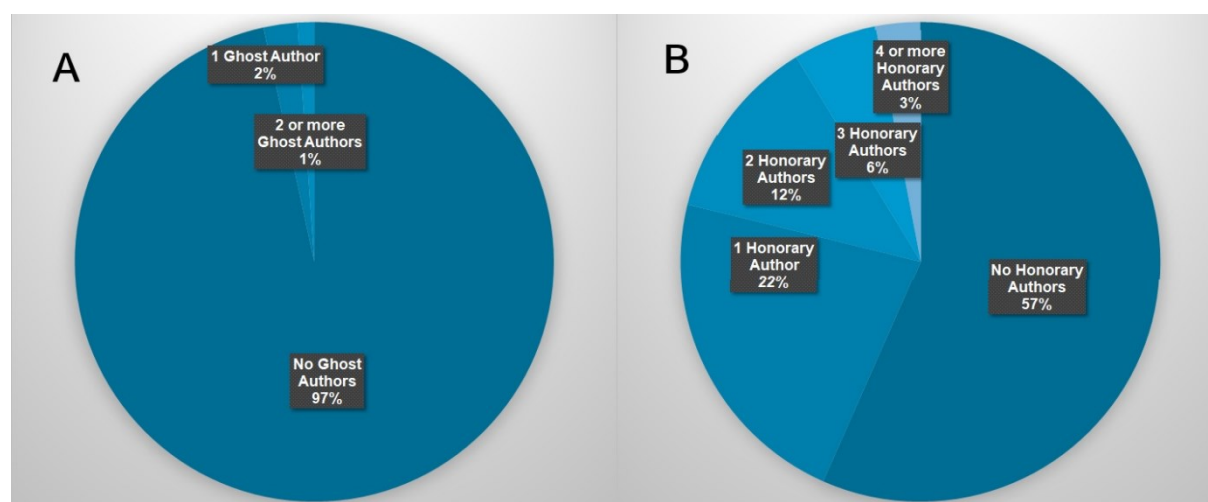 A
1 Ghost Author
2%
2 or more
Ghost Authors
1%
No Ghost
Authors
97%
B
4 or more
Honorary
Authors
3%
3 Honorary
Authors
6%
2 Honorary
Authors
12%
1 Honorary
Author
22%
No Honorary
Authors
57%